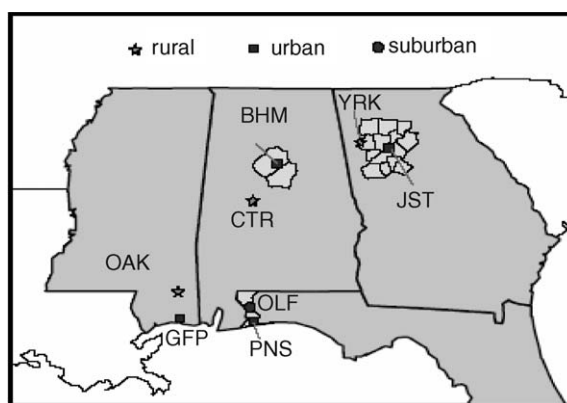 rural urban suburban
YRK
BHM
JST
CTR
OAK
OLF
GFP
PNS